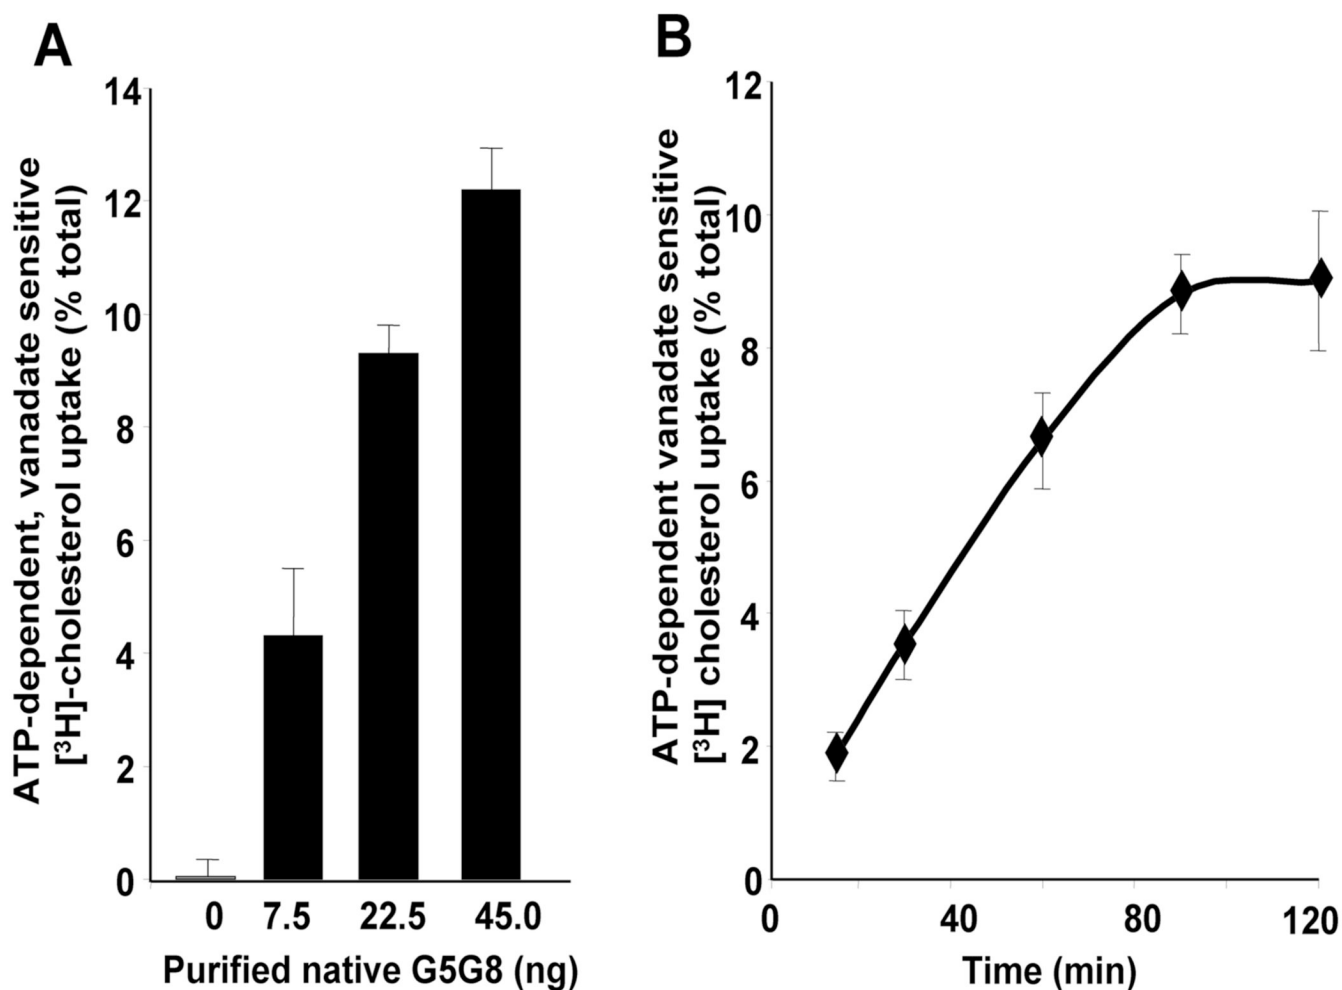 A
ATP-dependent, vanadate sensitive
[³H]-cholesterol uptake (% total)
14
12
10
8
6
4
2
0
0 7.5 22.5 45.0
Purified native G5G8 (ng)
B
ATP-dependent vanadate sensitive
[³H] cholesterol uptake (% total)
12
10
8
6
4
2
0
0 40 80 120
Time (min)